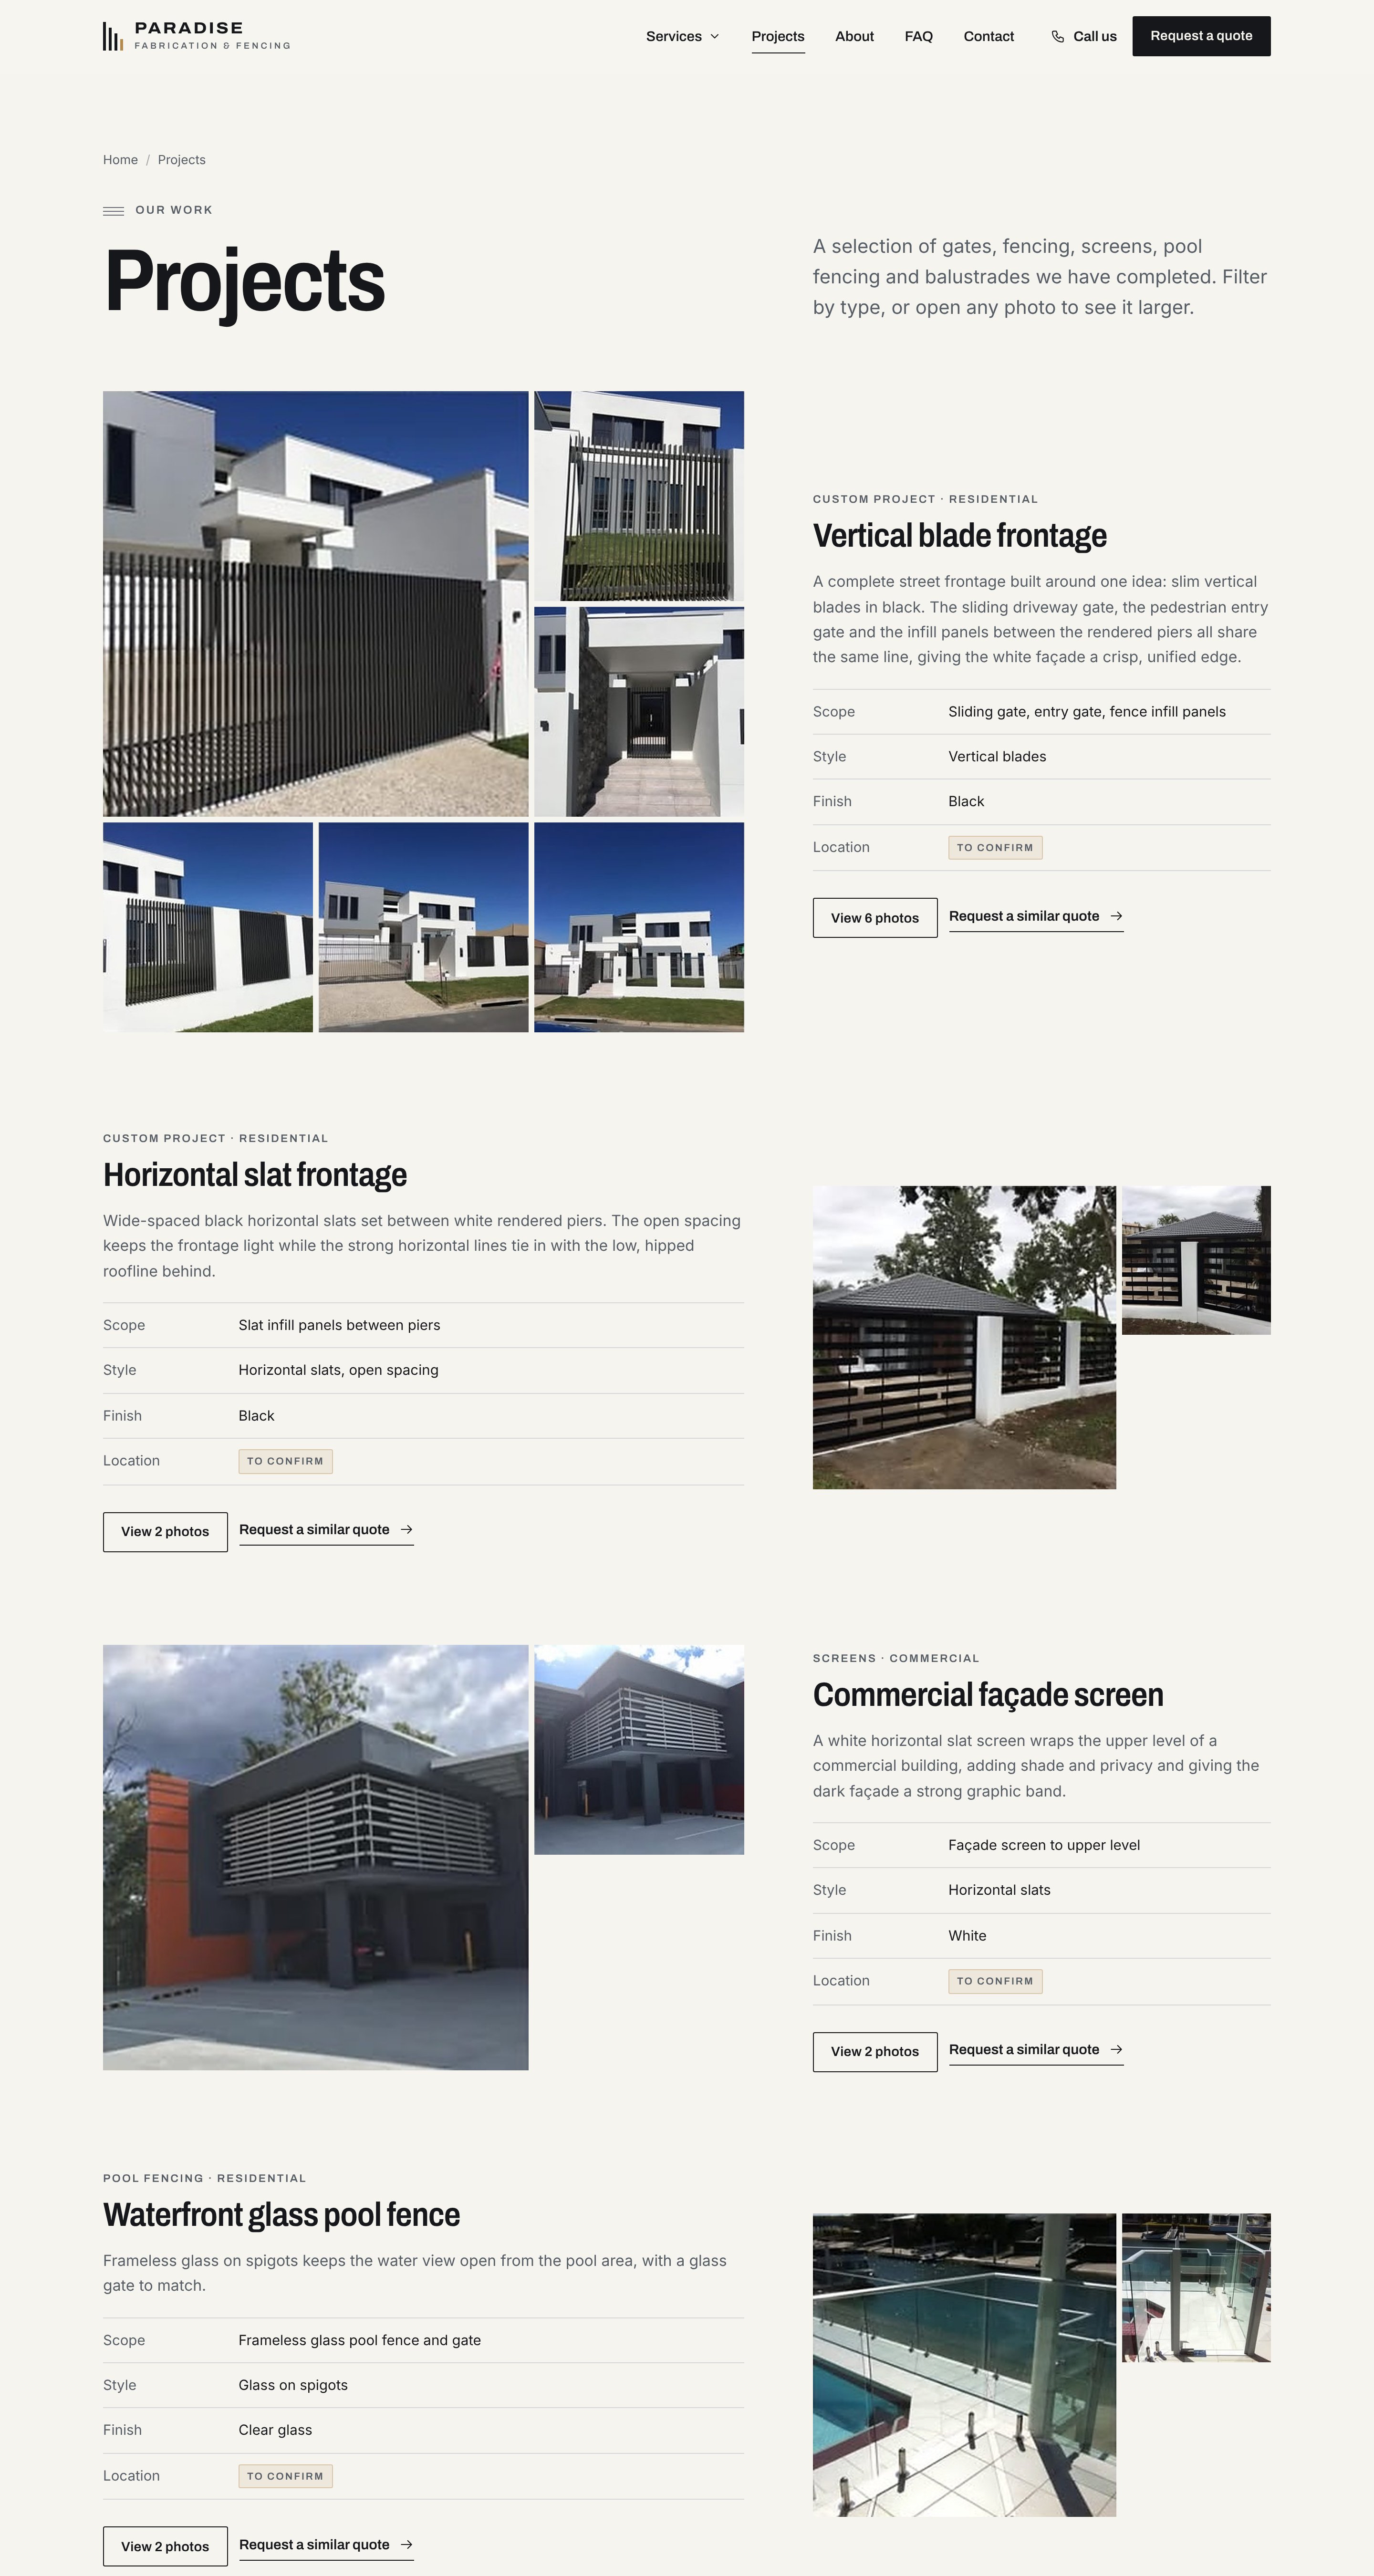 PARADISE
FABRICATION & FENCING
Services
Projects
About
FAQ
Contact
Call us
Request a quote
Home / Projects
OUR WORK
Projects
A selection of gates, fencing, screens, pool
fencing and balustrades we have completed. Filter
by type, or open any photo to see it larger.
CUSTOM PROJECT · RESIDENTIAL
Vertical blade frontage
A complete street frontage built around one idea: slim vertical
blades in black. The sliding driveway gate, the pedestrian entry
gate and the infill panels between the rendered piers all share
the same line, giving the white façade a crisp, unified edge.
Scope Sliding gate, entry gate, fence infill panels
Style Vertical blades
Finish Black
Location TO CONFIRM
View 6 photos Request a similar quote →
CUSTOM PROJECT · RESIDENTIAL
Horizontal slat frontage
Wide-spaced black horizontal slats set between white rendered piers. The open spacing
keeps the frontage light while the strong horizontal lines tie in with the low, hipped
roofline behind.
Scope Slat infill panels between piers
Style Horizontal slats, open spacing
Finish Black
Location TO CONFIRM
View 2 photos Request a similar quote →
SCREENS · COMMERCIAL
Commercial façade screen
A white horizontal slat screen wraps the upper level of a
commercial building, adding shade and privacy and giving the
dark façade a strong graphic band.
Scope Façade screen to upper level
Style Horizontal slats
Finish White
Location TO CONFIRM
View 2 photos Request a similar quote →
POOL FENCING · RESIDENTIAL
Waterfront glass pool fence
Frameless glass on spigots keeps the water view open from the pool area, with a glass
gate to match.
Scope Frameless glass pool fence and gate
Style Glass on spigots
Finish Clear glass
Location TO CONFIRM
View 2 photos Request a similar quote →